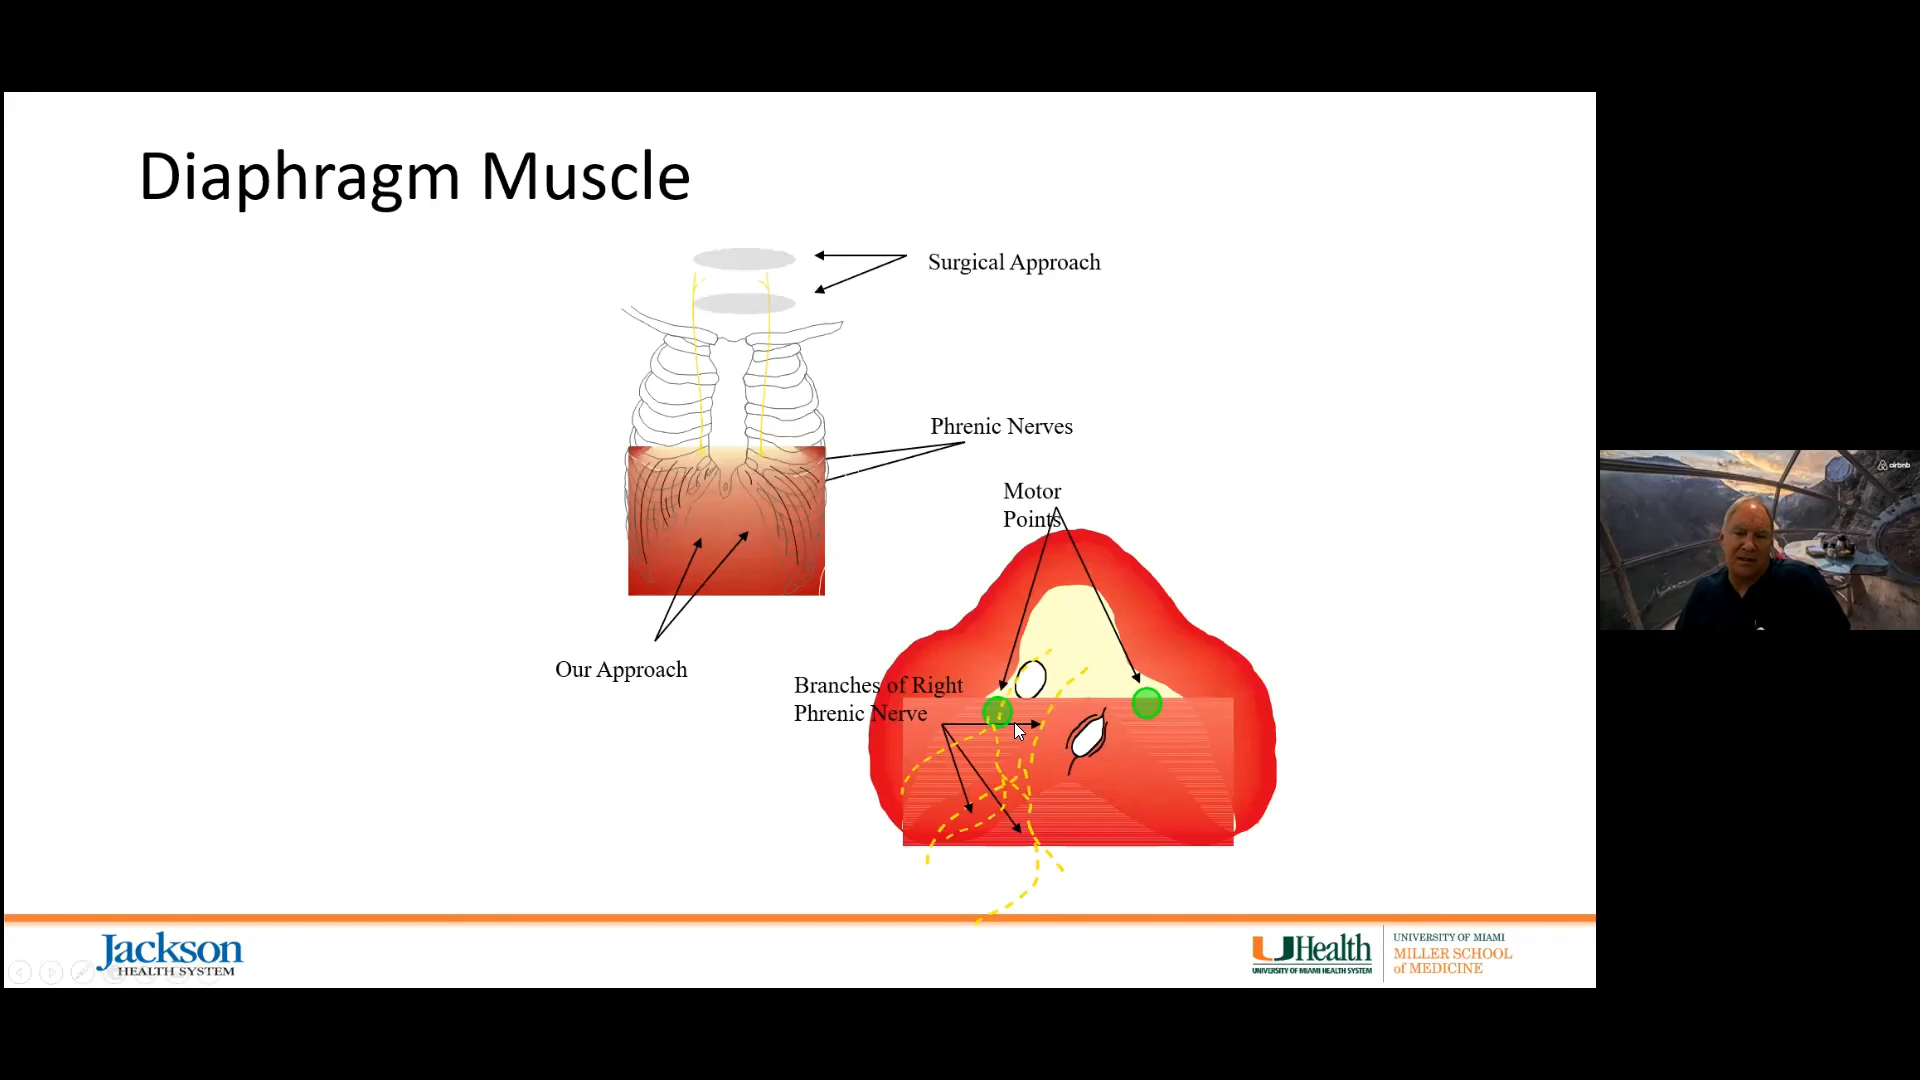 Diaphragm Muscle
Surgical Approach
Phrenic Nerves
Motor
Points
Our Approach
Branches of Right
Phrenic Nerve
airbnb
Jackson
HEALTH SYSTEM
UHealth
UNIVERSITY OF MIAMI HEALTH SYSTEM
UNIVERSITY OF MIAMI
MILLER SCHOOL
of MEDICINE